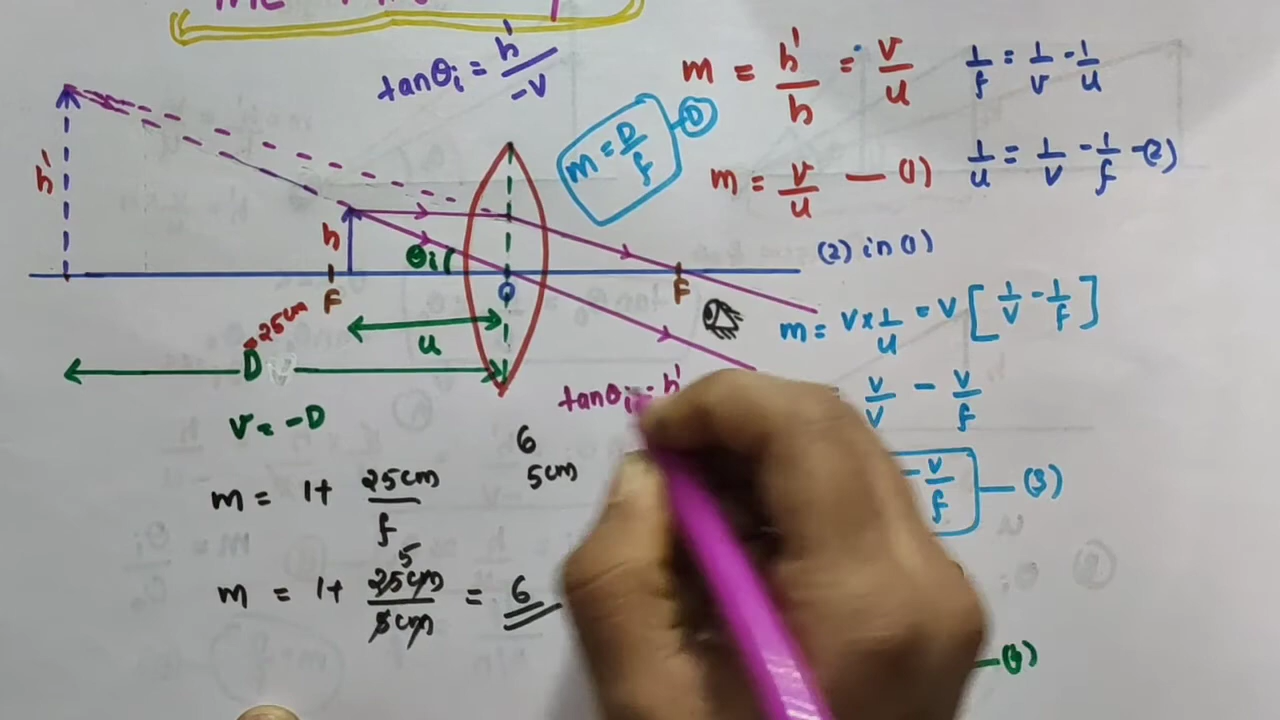 tanθi = h'/-v
m = h'/h = v/u
1/f = 1/v - 1/u
m = D/f — D
m = v/u — (1)
1/u = 1/v - 1/f - (2)
h'
h
θi
(2) in (1)
F
O
F
25cm
m = v×1/u = v[1/v - 1/f]
u
D
v/v - v/f
tanθi = h'
v = -D
6
5cm
m = 1+ 25cm/f
- v/f — (3)
5
m = 1+ 25cm/5cm = 6